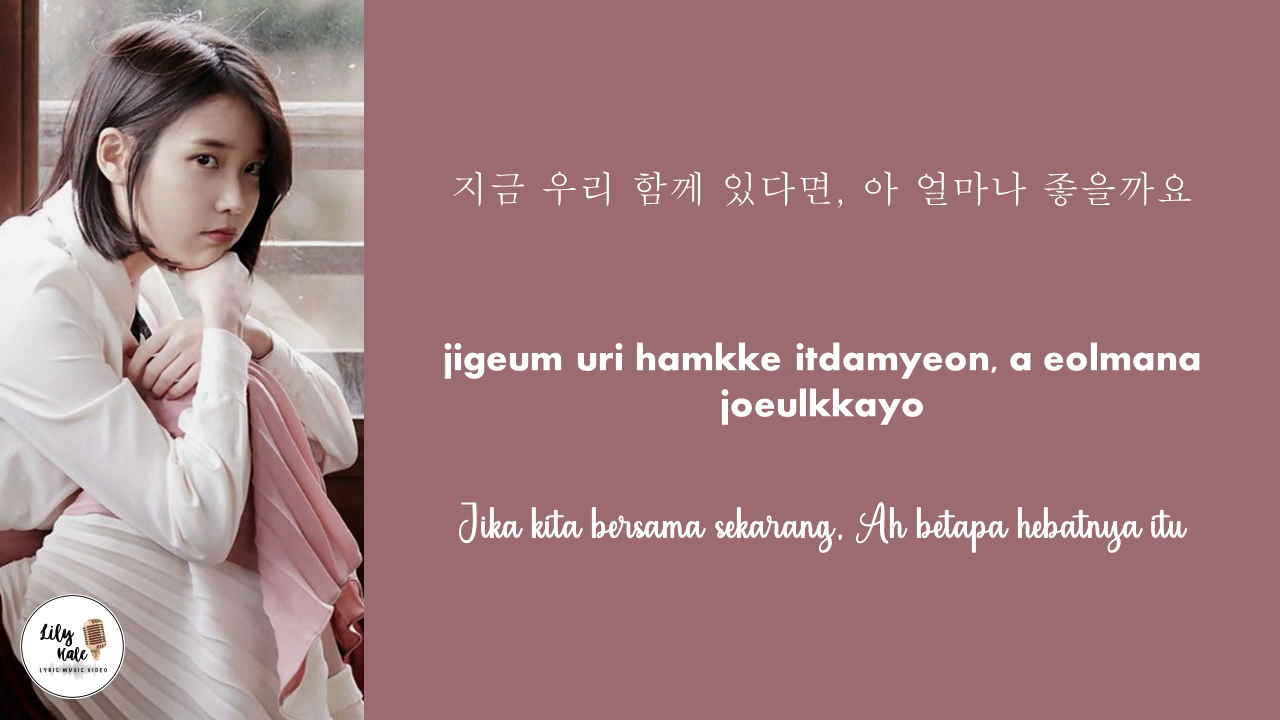 지금 우리 함께 있다면, 아 얼마나 좋을까요
jigeum uri hamkke itdamyeon, a eolmana
joeulkkayo
Jika kita bersama sekarang, Ah betapa hebatnya itu
Lily
Kale
LYRIC MUSIC VIDEO